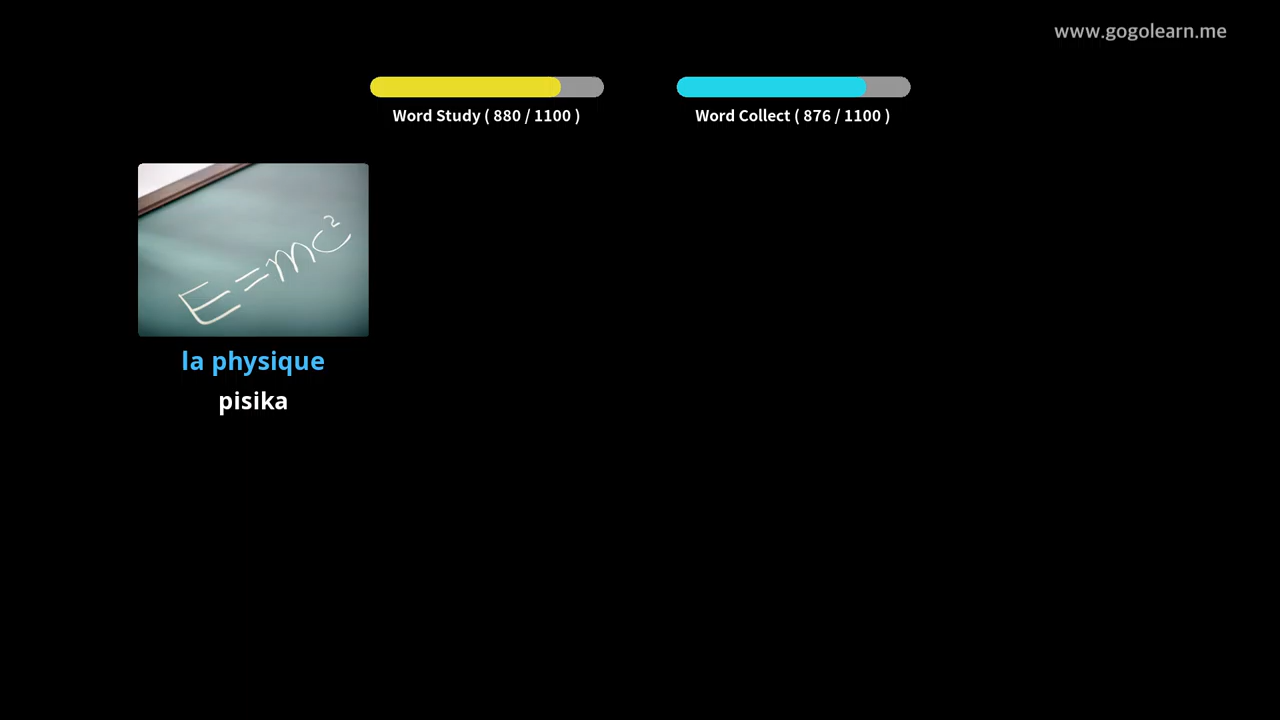 www.gogolearn.me
Word Study ( 880 / 1100 )
Word Collect ( 876 / 1100 )
E=mc²
la physique
pisika